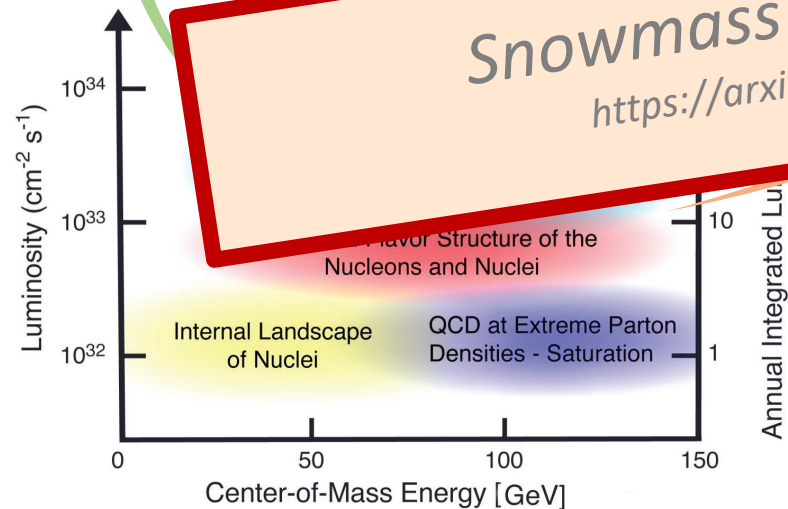 Snowmass
https://arxi
10³⁴
Luminosity (cm⁻² s⁻¹)
10³³
10
Flavor Structure of the
Nucleons and Nuclei
Internal Landscape
of Nuclei
QCD at Extreme Parton
Densities - Saturation
10³²
1
Annual Integrated Lu
0
50
100
150
Center-of-Mass Energy [GeV]